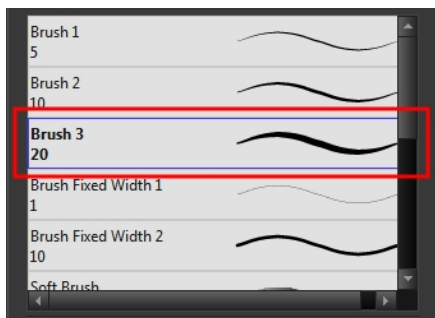 Brush 1
5
Brush 2
10
Brush 3
20
Brush Fixed Width 1
1
Brush Fixed Width 2
10
Soft Brush